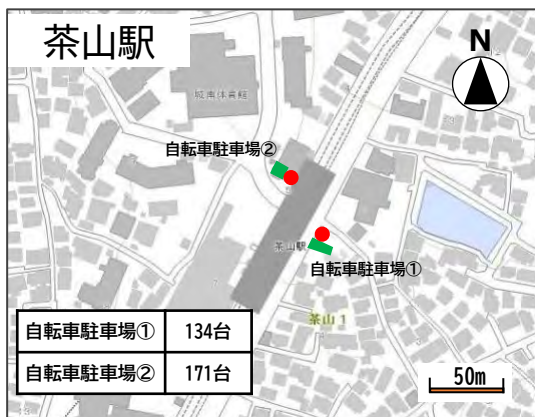 茶山駅
N
城南体育館
自転車駐車場②
茶山駅
自転車駐車場①
茶山 1
自転車駐車場① 134台
自転車駐車場② 171台
50m